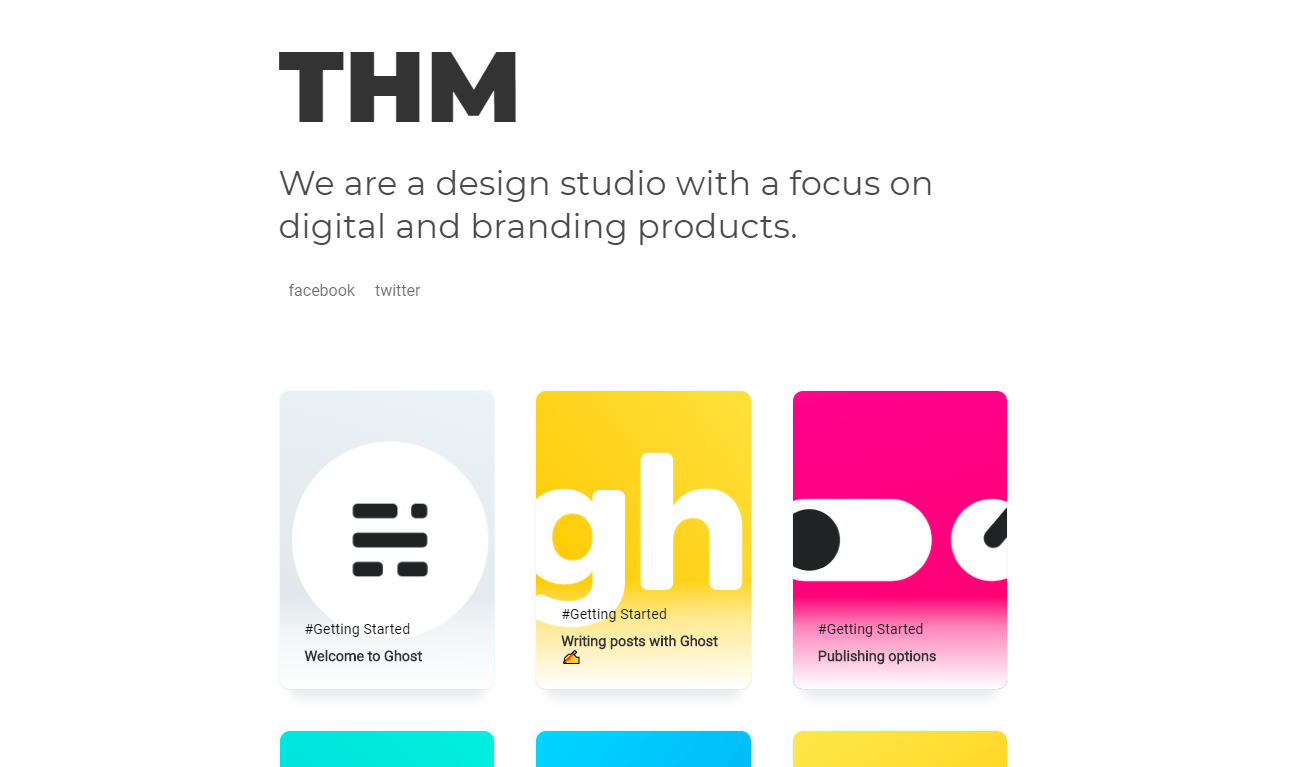 THM
We are a design studio with a focus on
digital and branding products.
facebook twitter
gh
#Getting Started
Welcome to Ghost
#Getting Started
Writing posts with Ghost
✍️
#Getting Started
Publishing options